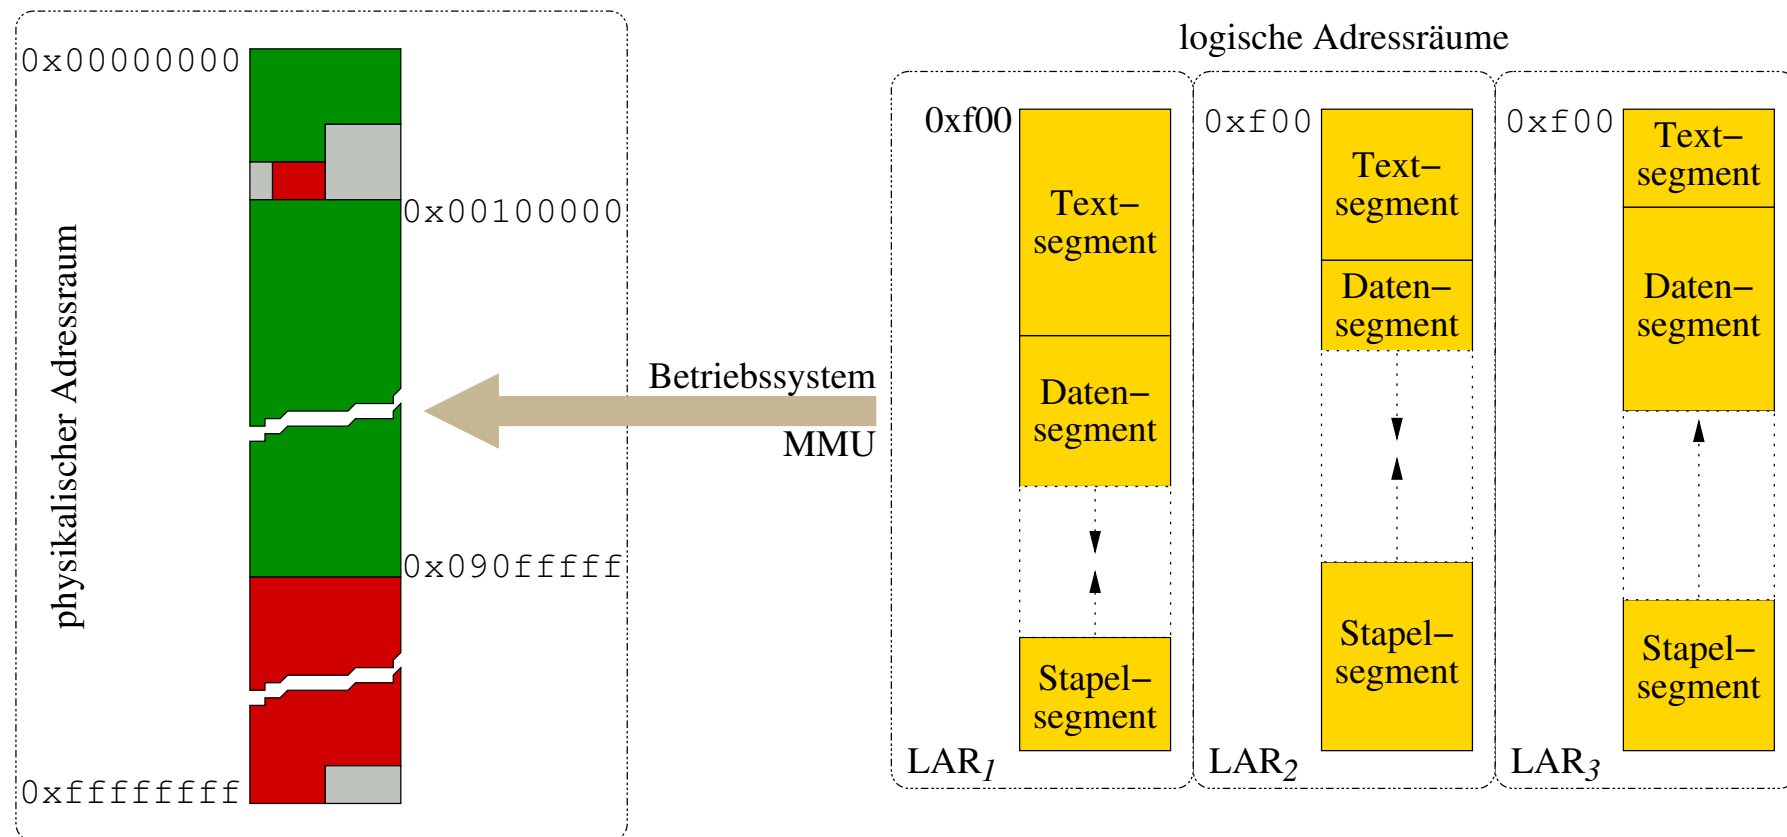 0x00000000
0x00100000
physikalischer Adressraum
0x090fffff
0xffffffff
Betriebssystem
MMU
logische Adressräume
0xf00
Text−
segment
Daten−
segment
Stapel−
segment
LAR1
0xf00
Text−
segment
Daten−
segment
Stapel−
segment
LAR2
0xf00
Text−
segment
Daten−
segment
Stapel−
segment
LAR3